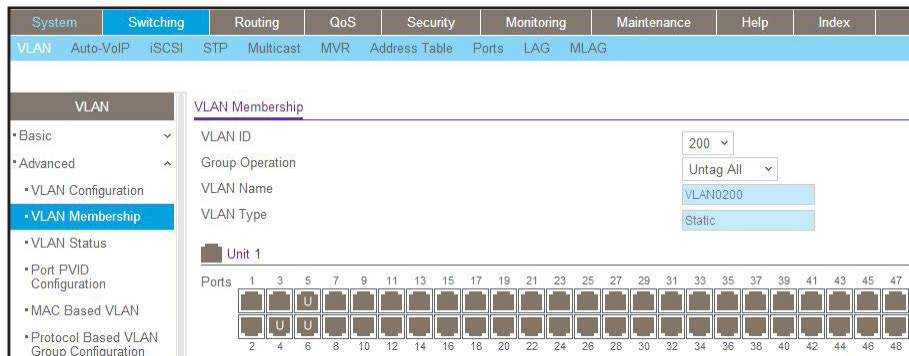 System Switching Routing QoS Security Monitoring Maintenance Help Index
VLAN Auto-VoIP iSCSI STP Multicast MVR Address Table Ports LAG MLAG
VLAN
Basic
Advanced
VLAN Configuration
VLAN Membership
VLAN Status
Port PVID
Configuration
MAC Based VLAN
Protocol Based VLAN
Group Configuration
VLAN Membership
VLAN ID 200
Group Operation Untag All
VLAN Name VLAN0200
VLAN Type Static
Unit 1
Ports 1 3 5 7 9 11 13 15 17 19 21 23 25 27 29 31 33 35 37 39 41 43 45 47
U
U U
2 4 6 8 10 12 14 16 18 20 22 24 26 28 30 32 34 36 38 40 42 44 46 48